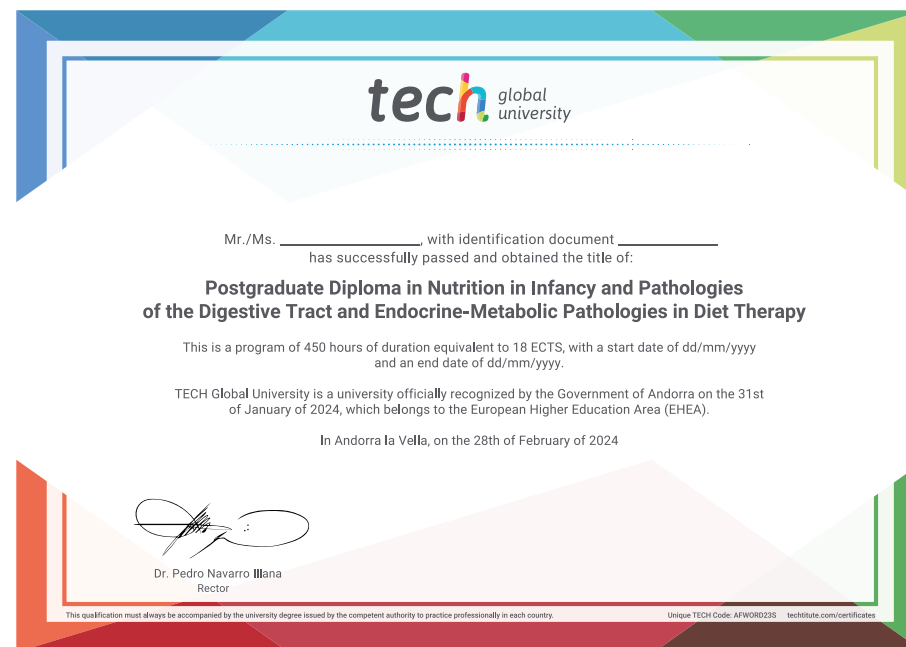 tech global university
Mr./Ms. ____________, with identification document ____________
has successfully passed and obtained the title of:
Postgraduate Diploma in Nutrition in Infancy and Pathologies
of the Digestive Tract and Endocrine-Metabolic Pathologies in Diet Therapy
This is a program of 450 hours of duration equivalent to 18 ECTS, with a start date of dd/mm/yyyy
and an end date of dd/mm/yyyy.
TECH Global University is a university officially recognized by the Government of Andorra on the 31st
of January of 2024, which belongs to the European Higher Education Area (EHEA).
In Andorra la Vella, on the 28th of February of 2024
Dr. Pedro Navarro Illana
Rector
This qualification must always be accompanied by the university degree issued by the competent authority to practice professionally in each country.
Unique TECH Code: AFWORD23S techtitute.com/certificates